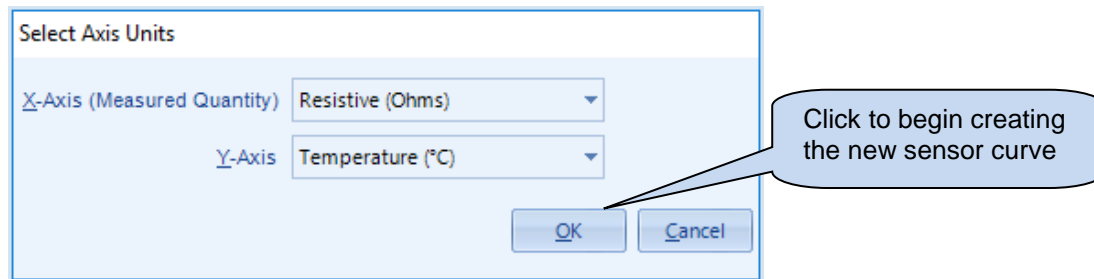 Select Axis Units
X-Axis (Measured Quantity) Resistive (Ohms)
Y-Axis Temperature (°C)
Click to begin creating
the new sensor curve
OK Cancel